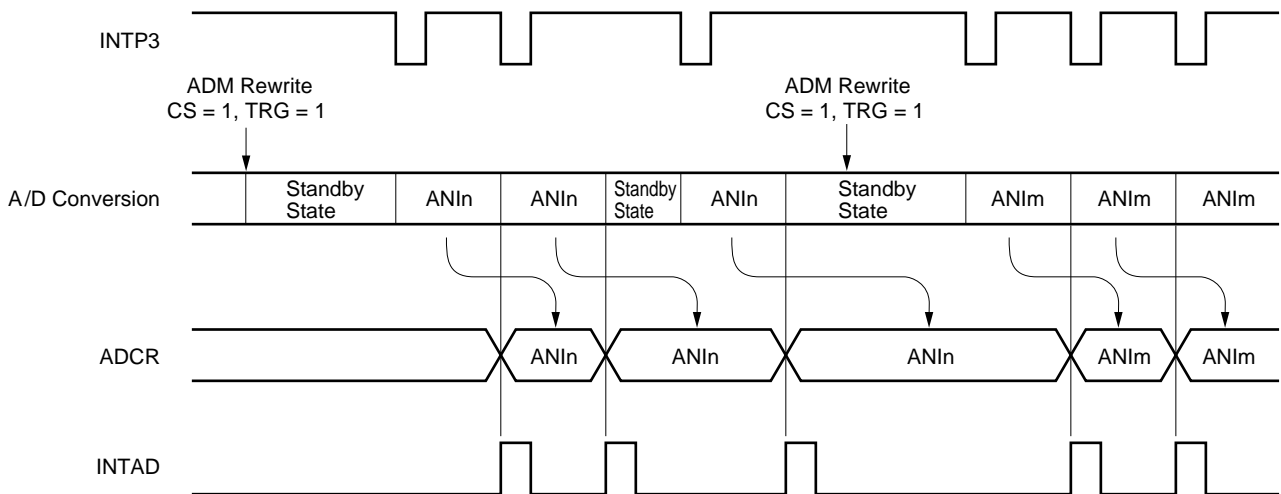 INTP3
ADM Rewrite
CS = 1, TRG = 1
ADM Rewrite
CS = 1, TRG = 1
A/D Conversion
Standby
State
ANIn
ANIn
Standby
State
ANIn
Standby
State
ANIm
ANIm
ANIm
ADCR
ANIn
ANIn
ANIn
ANIm
ANIm
INTAD